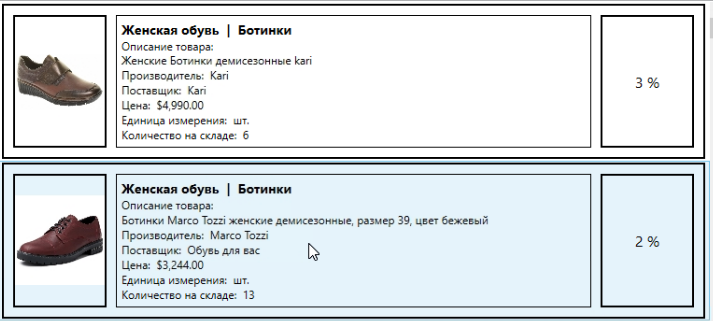 Женская обувь | Ботинки
Описание товара:
Женские Ботинки демисезонные kari
Производитель: Kari
Поставщик: Kari
Цена: $4,990.00
Единица измерения: шт.
Количество на складе: 6
3 %
Женская обувь | Ботинки
Описание товара:
Ботинки Marco Tozzi женские демисезонные, размер 39, цвет бежевый
Производитель: Marco Tozzi
Поставщик: Обувь для вас
Цена: $3,244.00
Единица измерения: шт.
Количество на складе: 13
2 %